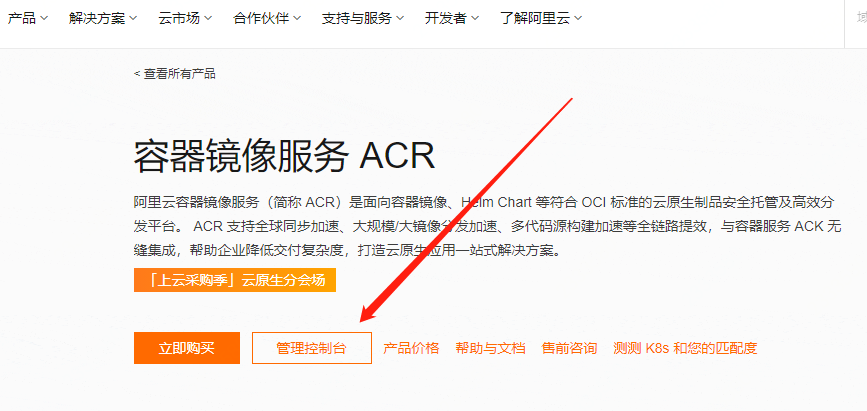 产品 解决方案 云市场 合作伙伴 支持与服务 开发者 了解阿里云 域
< 查看所有产品
容器镜像服务 ACR
阿里云容器镜像服务（简称 ACR）是面向容器镜像、Helm Chart 等符合 OCI 标准的云原生制品安全托管及高效分
发平台。 ACR 支持全球同步加速、大规模/大镜像分发加速、多代码源构建加速等全链路提效，与容器服务 ACK 无
缝集成，帮助企业降低交付复杂度，打造云原生应用一站式解决方案。
「上云采购季」云原生分会场
立即购买 管理控制台 产品价格 帮助与文档 售前咨询 测测 K8s 和您的匹配度